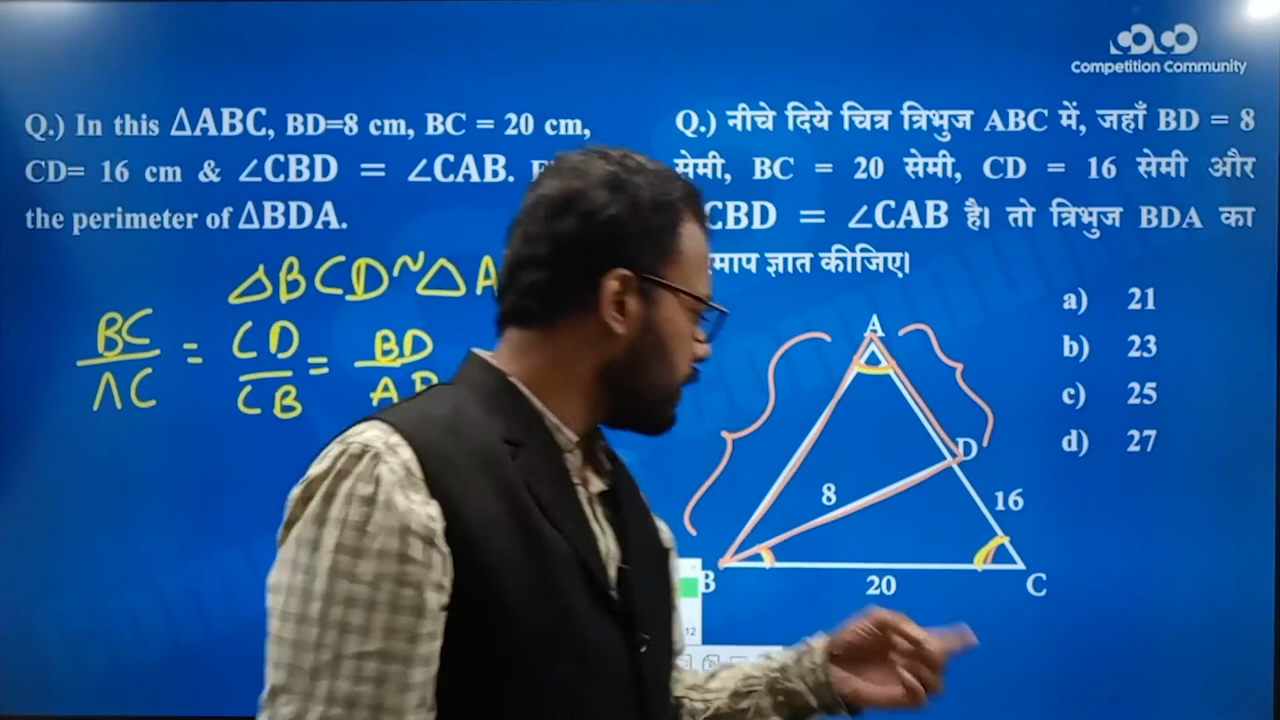 Competition Community
Q.) In this ΔABC, BD=8 cm, BC = 20 cm,
CD= 16 cm & ∠CBD = ∠CAB.
the perimeter of ΔBDA.
Q.) नीचे दिये चित्र त्रिभुज ABC में, जहाँ BD = 8
सेमी, BC = 20 सेमी, CD = 16 सेमी और
CBD = ∠CAB है। तो त्रिभुज BDA का
माप ज्ञात कीजिए।
a) 21
b) 23
c) 25
d) 27
ΔBCD~ΔA
BC/AC = CD/CB = BD/AB
A
D
8
16
B
20
C
12